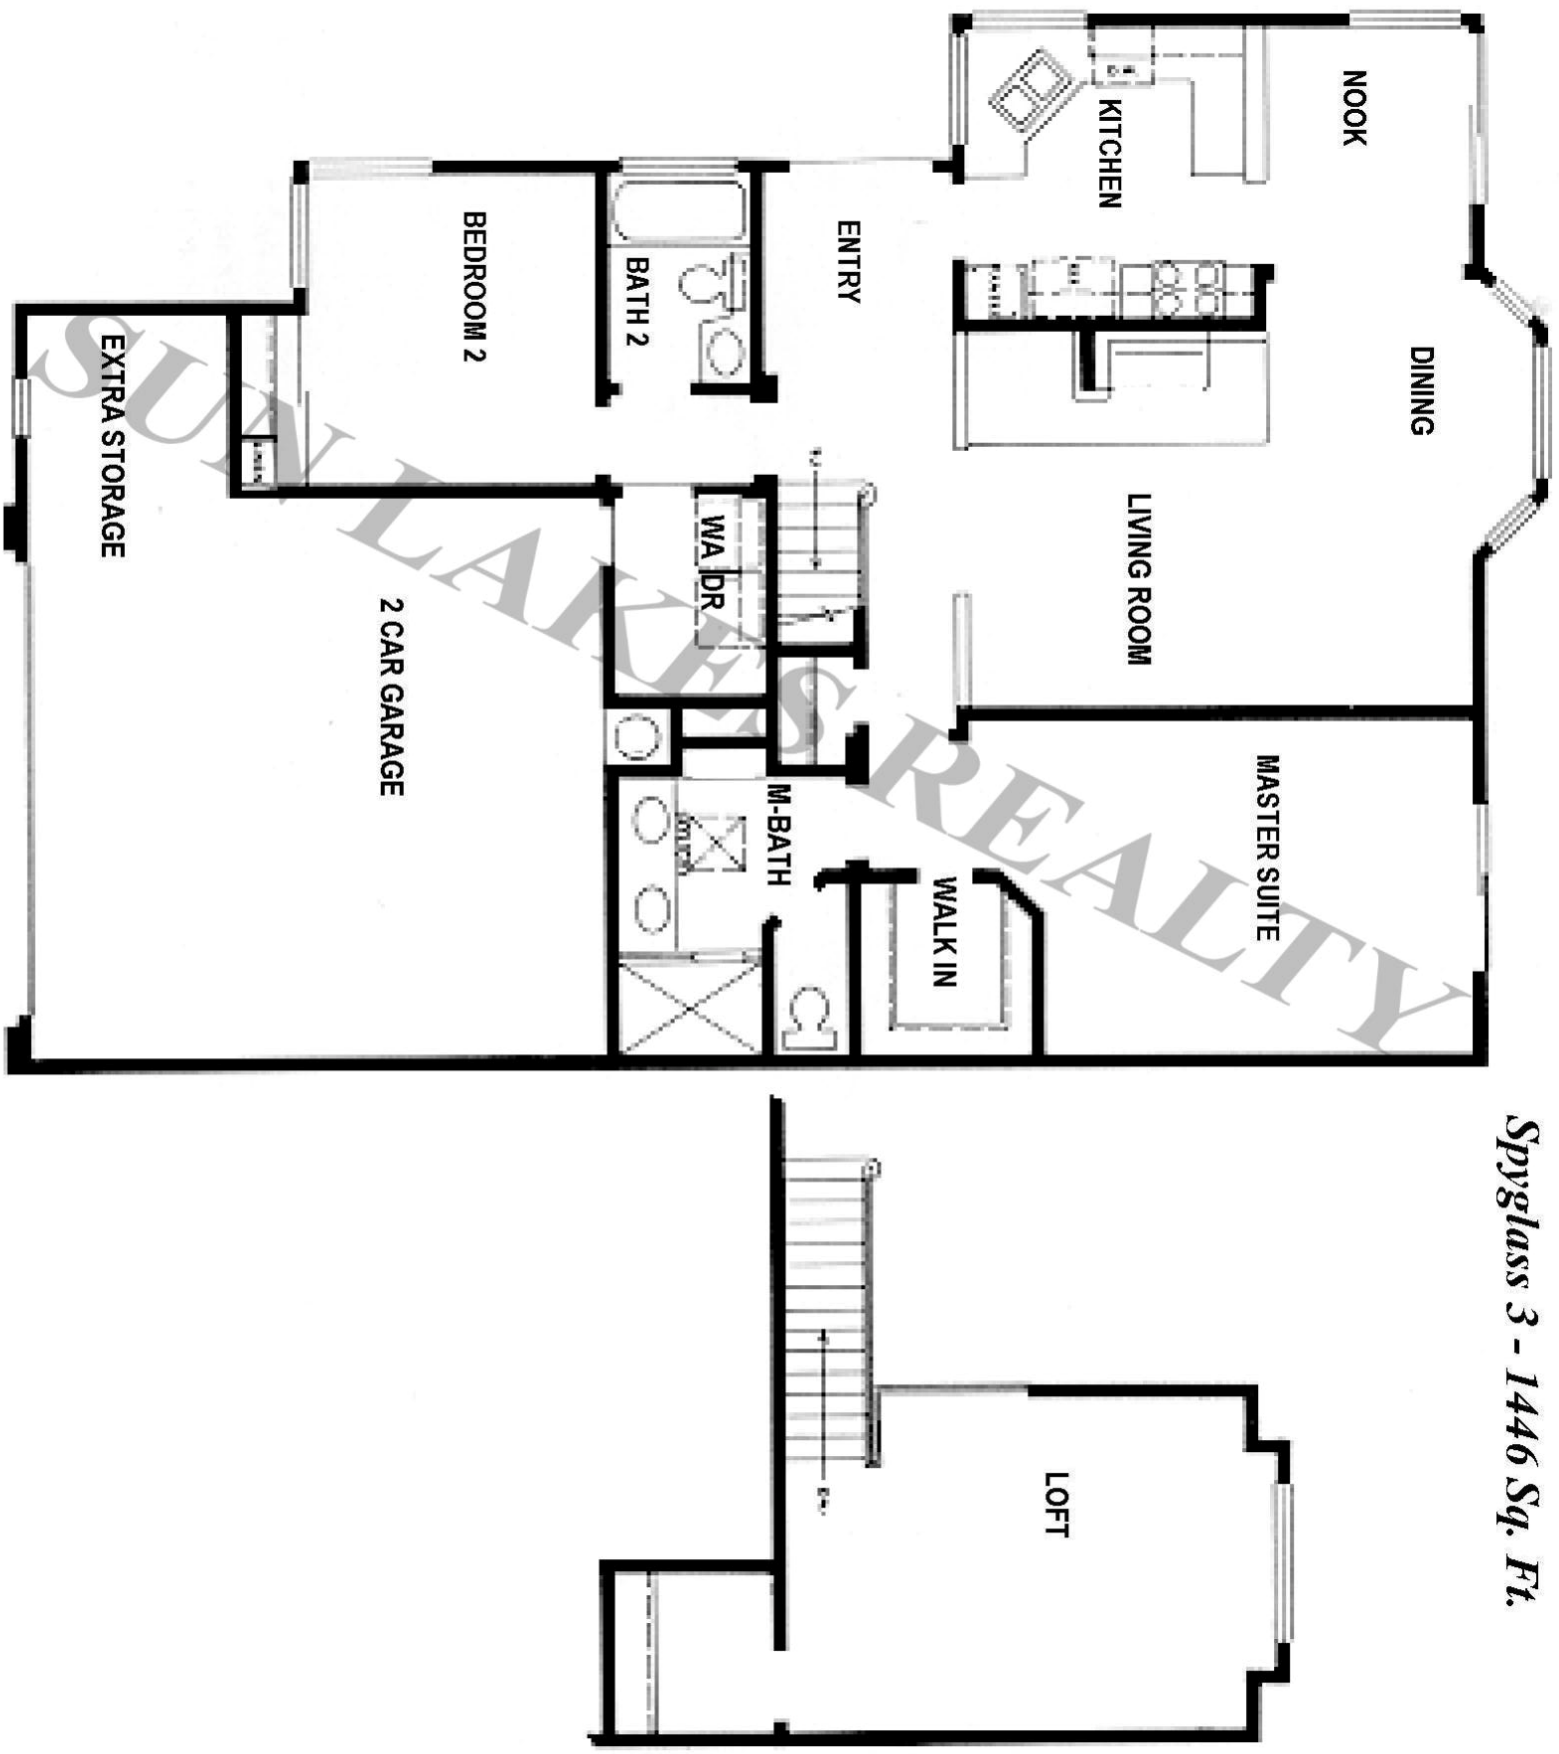 Spyglass 3 - 1446 Sq. Ft.
NOOK
DINING
KITCHEN
LIVING ROOM
MASTER SUITE
ENTRY
WALK IN
M-BATH
BATH 2
WA DR
BEDROOM 2
2 CAR GARAGE
EXTRA STORAGE
LOFT
SUN LAKES REALTY